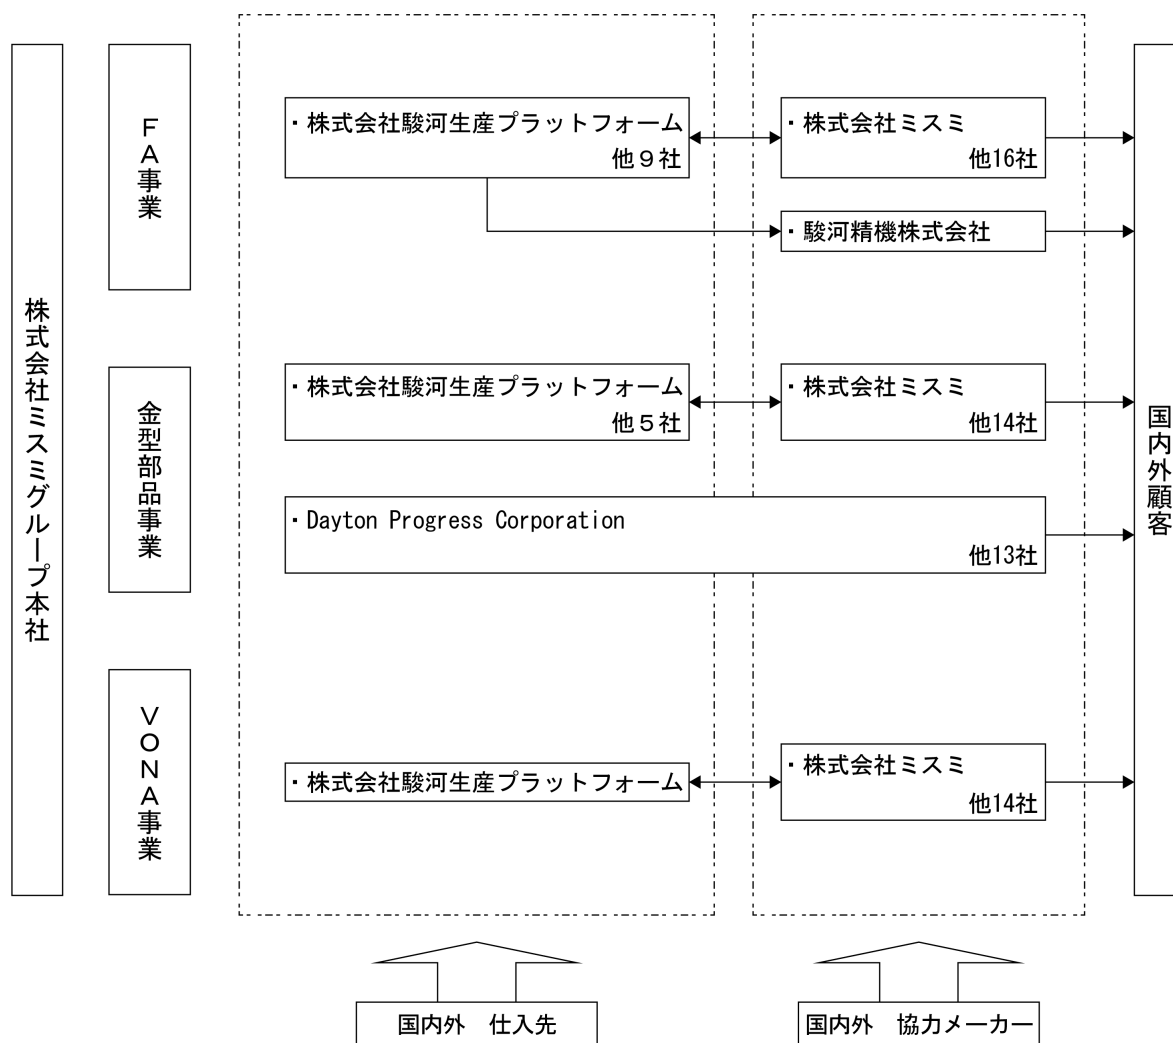 株式会社ミスミグループ本社
ＦＡ事業
・株式会社駿河生産プラットフォーム
他９社
・株式会社ミスミ
他16社
・駿河精機株式会社
金型部品事業
・株式会社駿河生産プラットフォーム
他５社
・株式会社ミスミ
他14社
・Dayton Progress Corporation
他13社
ＶＯＮＡ事業
・株式会社駿河生産プラットフォーム
・株式会社ミスミ
他14社
国内外顧客
国内外　仕入先
国内外　協力メーカー